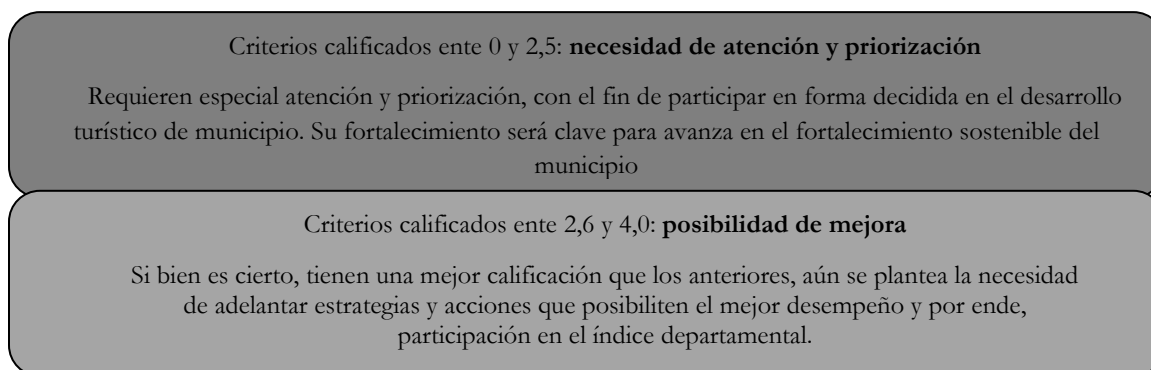 Criterios calificados ente 0 y 2,5: necesidad de atención y priorización
Requieren especial atención y priorización, con el fin de participar en forma decidida en el desarrollo
turístico de municipio. Su fortalecimiento será clave para avanza en el fortalecimiento sostenible del
municipio
Criterios calificados ente 2,6 y 4,0: posibilidad de mejora
Si bien es cierto, tienen una mejor calificación que los anteriores, aún se plantea la necesidad
de adelantar estrategias y acciones que posibiliten el mejor desempeño y por ende,
participación en el índice departamental.